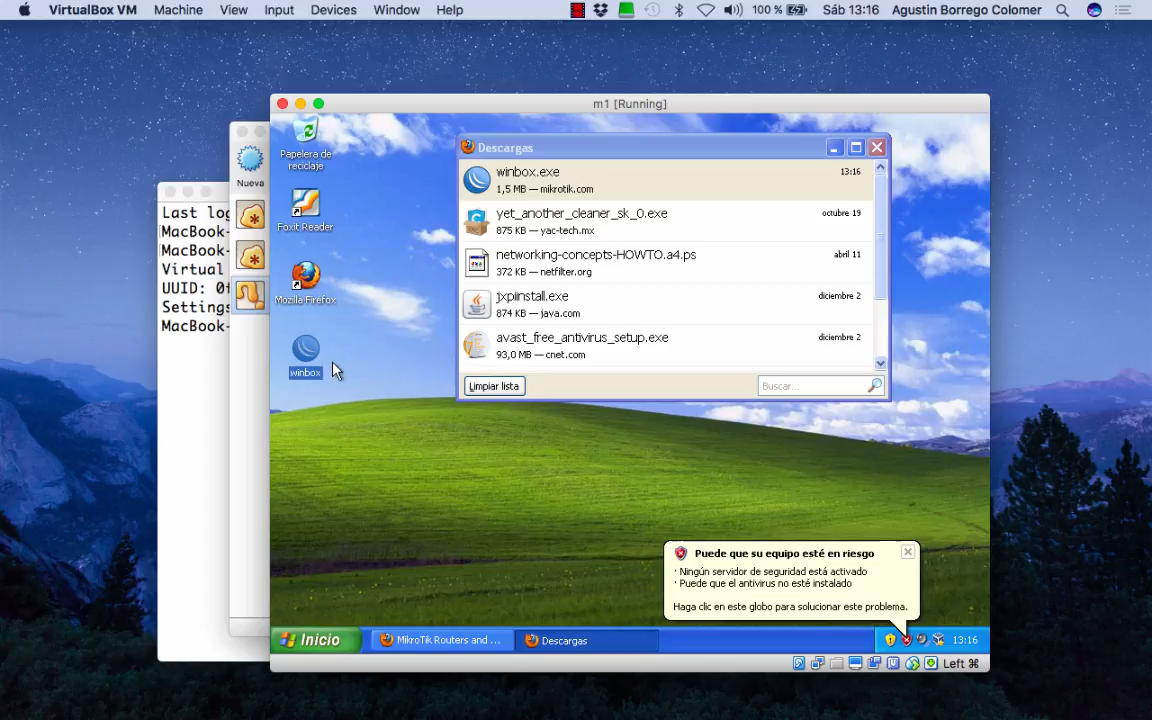 VirtualBox VM Machine View Input Devices Window Help 100 % Sáb 13:16 Agustin Borrego Colomer
m1 [Running]
Nueva
Last log
MacBook-
MacBook-
Virtual
UUID: 0f
Settings
MacBook-
Papelera de
reciclaje
Foxit Reader
Mozilla Firefox
winbox
Descargas
winbox.exe 13:16
1,5 MB — mikrotik.com
yet_another_cleaner_sk_0.exe octubre 19
875 KB — yac-tech.mx
networking-concepts-HOWTO.a4.ps abril 11
372 KB — netfilter.org
jxpiinstall.exe diciembre 2
874 KB — java.com
avast_free_antivirus_setup.exe diciembre 2
93,0 MB — cnet.com
Limpiar lista Buscar...
Puede que su equipo esté en riesgo
· Ningún servidor de seguridad está activado
· Puede que el antivirus no esté instalado
Haga clic en este globo para solucionar este problema.
Inicio MikroTik Routers and ... Descargas 13:16
Left ⌘